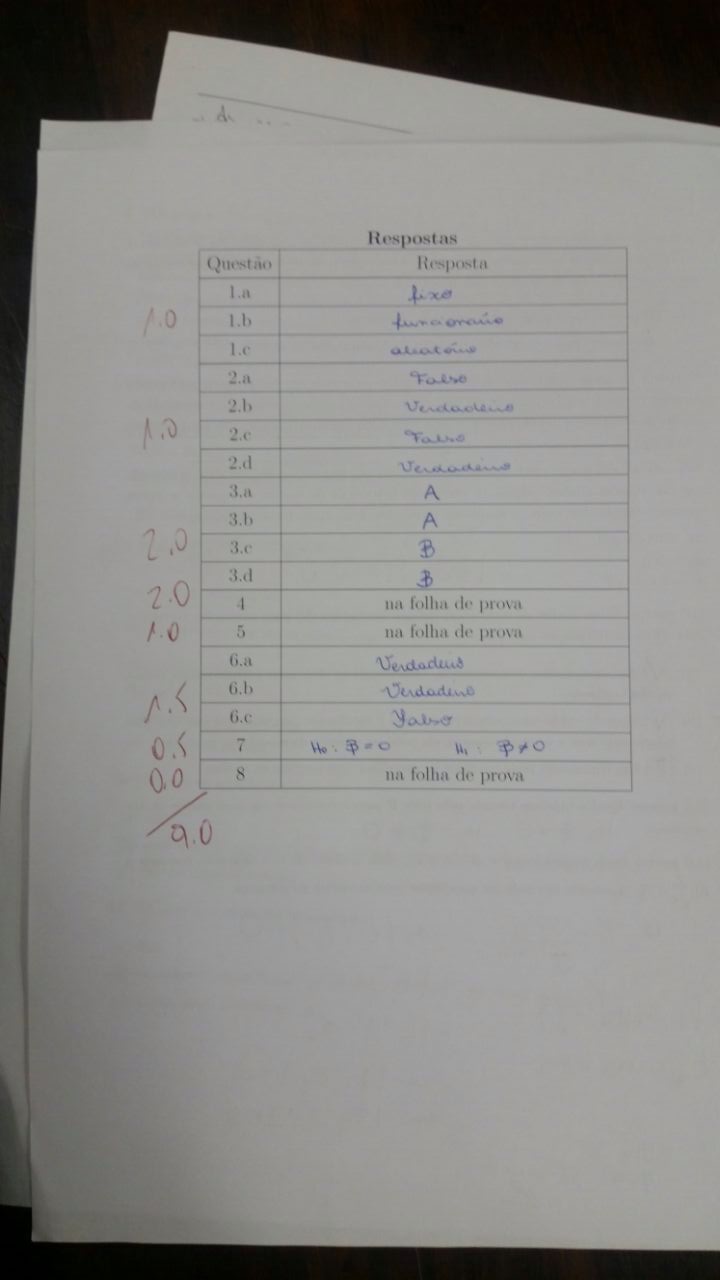 Respostas
Questão Resposta
1.a fixo
1.0 1.b funcionário
1.c aleatório
2.a Falso
2.b Verdadeiro
1.0 2.c Falso
2.d Verdadeiro
3.a A
3.b A
2.0 3.c B
3.d B
2.0 4 na folha de prova
1.0 5 na folha de prova
6.a Verdadeiro
6.b Verdadeiro
1.5 6.c Falso
0.5 7 H₀: β = 0 H₁: β ≠ 0
0.0 8 na folha de prova
9.0